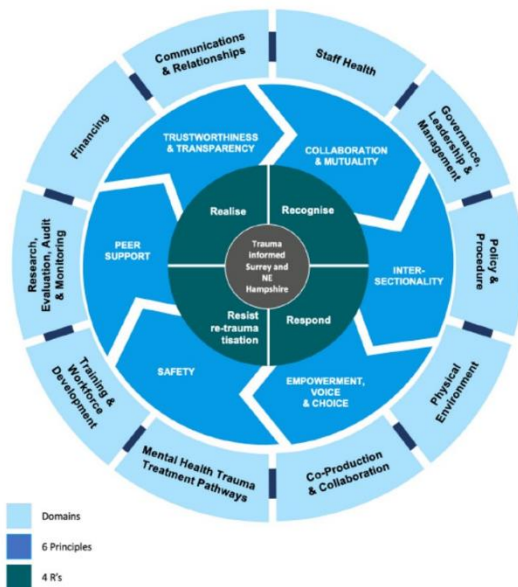 Communications
& Relationships
Staff Health
Governance,
Leadership &
Management
Policy &
Procedure
Physical
Environment
Co-Production
& Collaboration
Mental Health Trauma
Treatment Pathways
Training &
Workforce
Development
Research,
Evaluation, Audit
& Monitoring
Financing
TRUSTWORTHINESS
& TRANSPARENCY
COLLABORATION
& MUTUALITY
INTER-
SECTIONALITY
EMPOWERMENT,
VOICE
& CHOICE
SAFETY
PEER
SUPPORT
Realise
Recognise
Respond
Resist
re-trauma
tisation
Trauma
informed
Surrey and
NE
Hampshire
Domains
6 Principles
4 R's